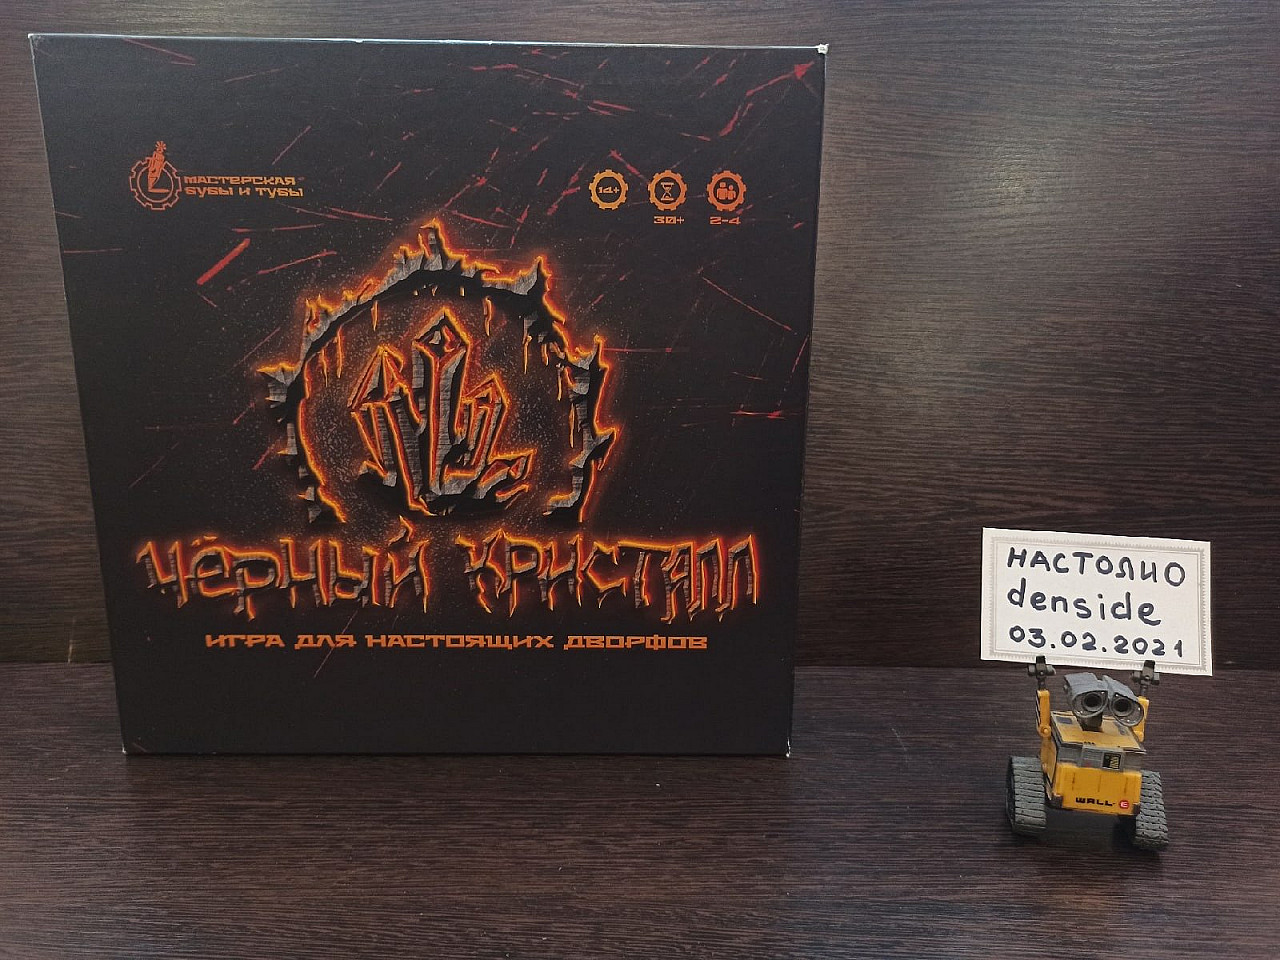 МАСТЕРСКАЯ
БУБЫ И ТУБЫ
14+
30+
2-4
ЧЁРНЫЙ КРИСТАЛЛ
ИГРА ДЛЯ НАСТОЯЩИХ ДВОРФОВ
НАСТОЛИО
denside
03.02.2021
WALL·E